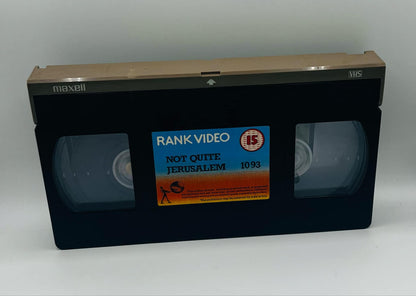 maxell
VHS
RANK VIDEO 15
NOT QUITE
JERUSALEM 1093